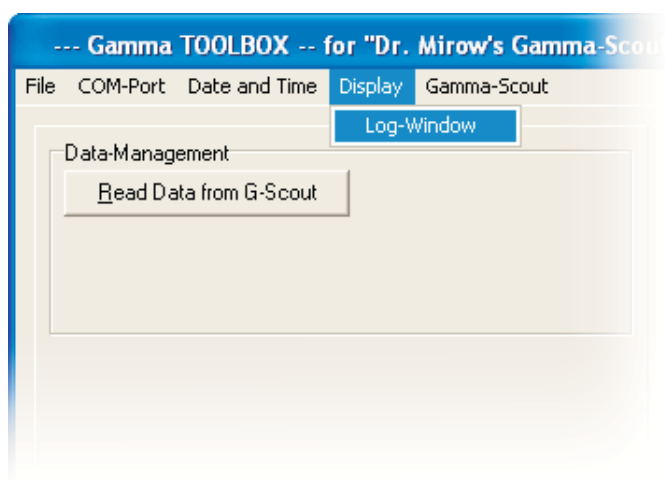 --- Gamma TOOLBOX -- for "Dr. Mirow's Gamma-Scou
File COM-Port Date and Time Display Gamma-Scout
Log-Window
Data-Management
Read Data from G-Scout